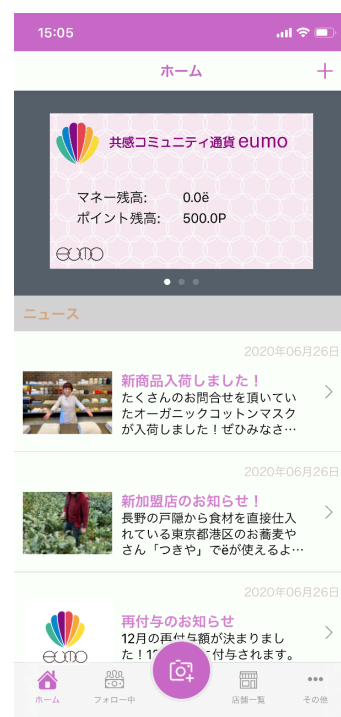 15:05
ホーム
共感コミュニティ通貨 eumo
マネー残高: 0.0ë
ポイント残高: 500.0P
eumo
ニュース
2020年06月26日
新商品入荷しました！
たくさんのお問合せを頂いてい
たオーガニックコットンマスク
が入荷しました！ぜひみなさ…
2020年06月26日
新加盟店のお知らせ！
長野の戸隠から食材を直接仕入
れている東京都港区のお蕎麦や
さん「つきや」でëが使えるよ…
2020年06月26日
再付与のお知らせ
12月の再付与額が決まりまし
た！12 に付与されます。
eumo
ホーム
フォロー中
店舗一覧
その他